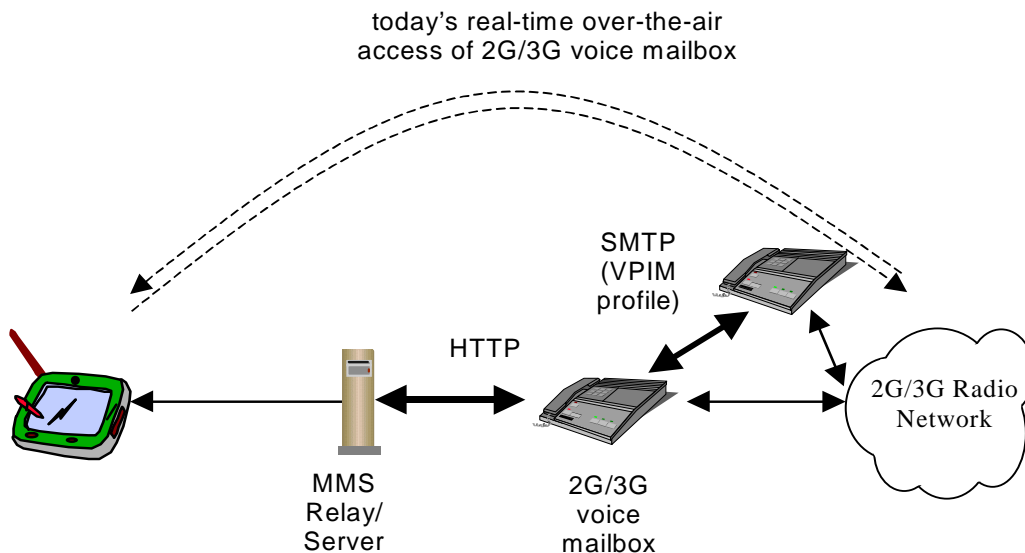 today's real-time over-the-air
access of 2G/3G voice mailbox
SMTP
(VPIM
profile)
HTTP
2G/3G Radio
Network
MMS
Relay/
Server
2G/3G
voice
mailbox